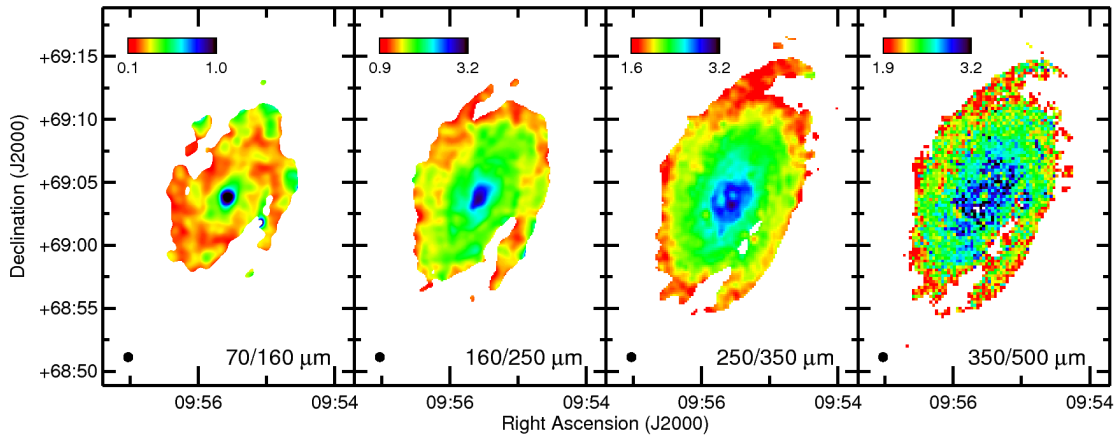 +69:15
+69:10
+69:05
+69:00
+68:55
+68:50
Declination (J2000)
0.1 1.0
70/160 μm
0.9 3.2
160/250 μm
1.6 3.2
250/350 μm
1.9 3.2
350/500 μm
09:56 09:54 09:56 09:54 09:56 09:54 09:56 09:54
Right Ascension (J2000)